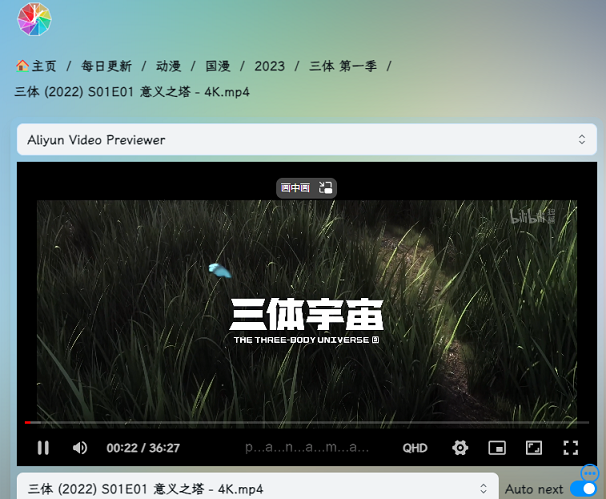 主页 / 每日更新 / 动漫 / 国漫 / 2023 / 三体 第一季 /
三体 (2022) S01E01 意义之塔 - 4K.mp4
Aliyun Video Previewer
画中画
bilibili
三体宇宙
THE THREE-BODY UNIVERSE
00:22 / 36:27
p...a...n...a...m...a...
QHD
三体 (2022) S01E01 意义之塔 - 4K.mp4
Auto next